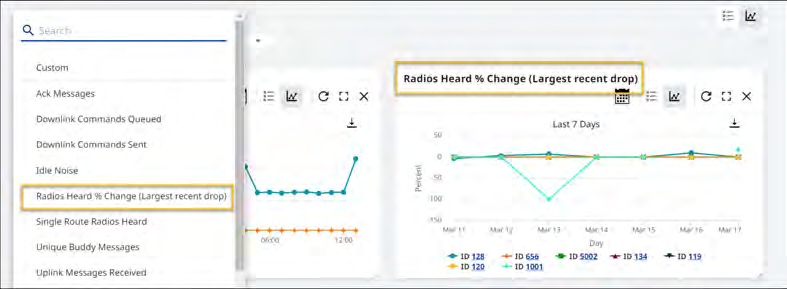 Search
Custom
Ack Messages
Downlink Commands Queued
Downlink Commands Sent
Idle Noise
Radios Heard % Change (Largest recent drop)
Single Route Radios Heard
Unique Buddy Messages
Uplink Messages Received
06:00 12:00
Radios Heard % Change (Largest recent drop)
Last 7 Days
Percent
50
0
-50
-100
-150
Mar 11 Mar 12 Mar 13 Mar 14 Mar 15 Mar 16 Mar 17
Day
ID 128 ID 656 ID 5002 ID 134 ID 119
ID 120 ID 1001